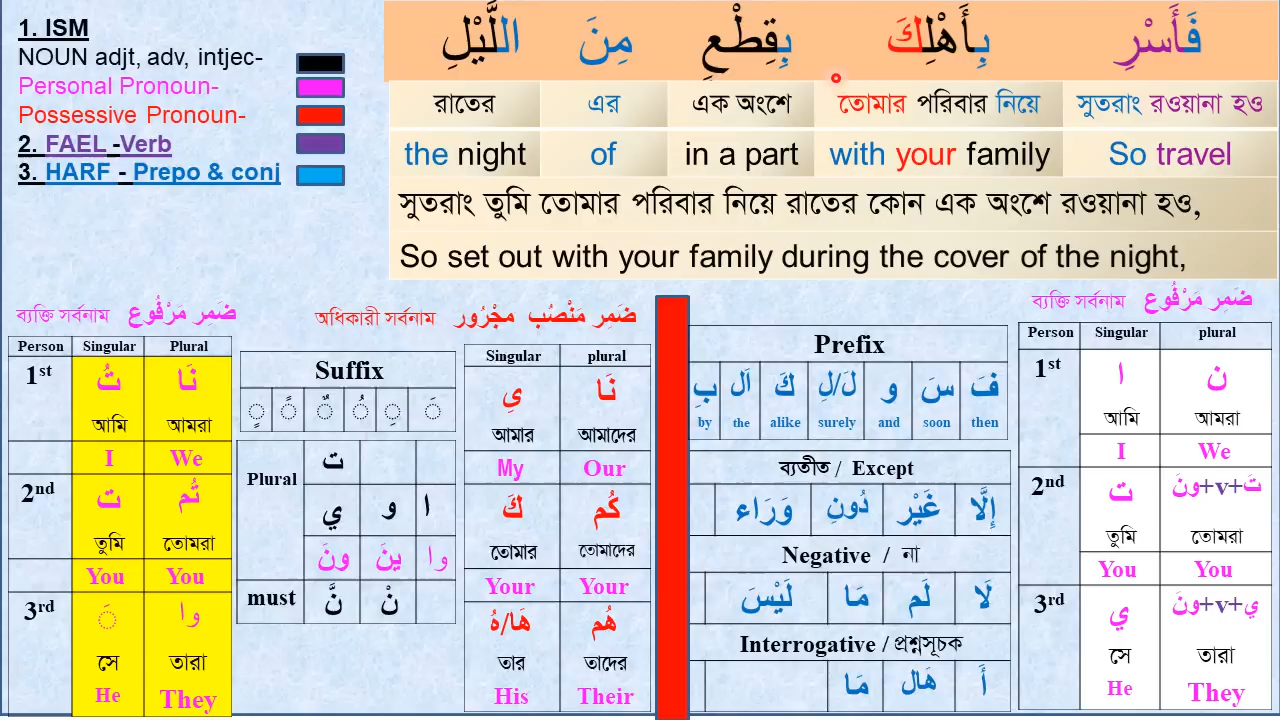 1. ISM
NOUN adjt, adv, intjec-
Personal Pronoun-
Possessive Pronoun-
2. FAEL -Verb
3. HARF - Prepo & conj
فَأَسْرِ بِأَهْلِكَ بِقِطْعٍ مِنَ اللَّيْلِ
রাতের এর এক অংশে তোমার পরিবার নিয়ে সুতরাং রওয়ানা হও
the night of in a part with your family So travel
সুতরাং তুমি তোমার পরিবার নিয়ে রাতের কোন এক অংশে রওয়ানা হও,
So set out with your family during the cover of the night,
ব্যক্তি সর্বনাম ضَمِر مَرْفُوع
Person Singular Plural
1st تُ نَا
আমি আমরা
I We
2nd ت تُم
তুমি তোমরা
You You
3rd َ وا
সে তারা
He They
Suffix
ٍ ً ٌ ُ ِ َ
Plural ت
ي و ا
ونَ ينَ وا
must نَّ نْ
অধিকারী সর্বনাম ضَمِر مَنْصُب مجْرُور
Singular plural
يِ نَا
আমার আমাদের
My Our
كَ كُم
তোমার তোমাদের
Your Your
هَا/هُ هُم
তার তাদের
His Their
Prefix
بِ اَل كَ لَ/لِ و سَ فَ
by the alike surely and soon then
ব্যতীত / Except
وَرَاء دُونِ غَيْر إِلَّا
Negative / না
لَيْسَ مَا لَم لَا
Interrogative / প্রশ্নসূচক
مَا هَال أَ
ব্যক্তি সর্বনাম ضَمِر مَرْفُوع
Person Singular plural
1st ا ن
আমি আমরা
I We
2nd ت تَ+v+ونَ
তুমি তোমরা
You You
3rd ي ي+v+ونَ
সে তারা
He They